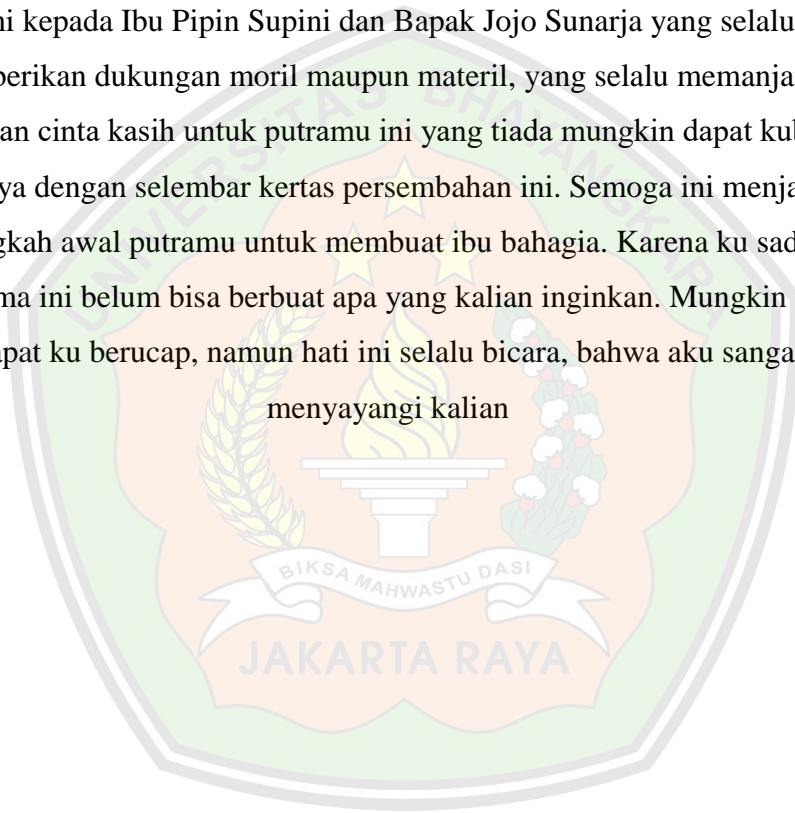 ni kepada Ibu Pipin Supini dan Bapak Jojo Sunarja yang selalu
berikan dukungan moril maupun materil, yang selalu memanja
an cinta kasih untuk putramu ini yang tiada mungkin dapat
ya dengan selembar kertas persembahan ini. Semoga ini menja
gkah awal putramu untuk membuat ibu bahagia. Karena ku sad
ma ini belum bisa berbuat apa yang kalian inginkan. Mungkin
pat ku berucap, namun hati ini selalu bicara, bahwa aku sanga
menyayangi kalian
UNIVERSITAS BHAYANGKARA
BIKSA MAHWASTU DASI
JAKARTA RAYA